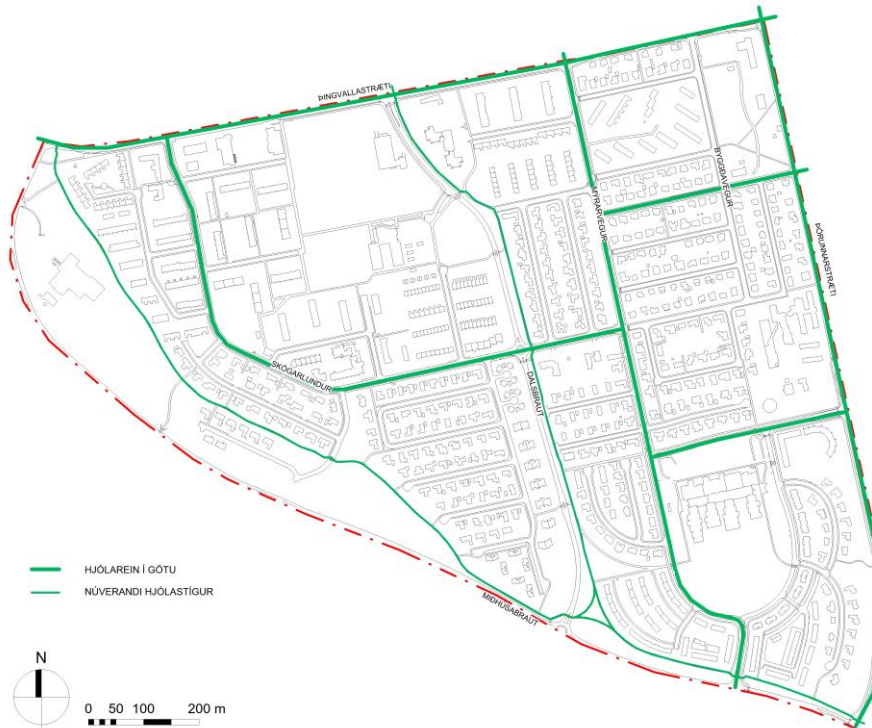 ÞINGVALLASTRÆTI
BYGGÐAVEGUR
MÝRARVEGUR
ÞÓRUNNARSTRÆTI
SKÓGARLUNDUR
DALSBRAUT
MIÐHÚSABRAUT
HJÓLAREIN Í GÖTU
NÚVERANDI HJÓLASTÍGUR
N
0 50 100 200 m